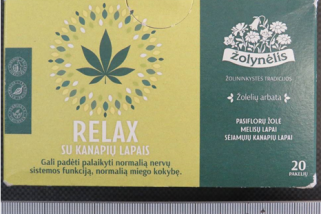 RELAX
SU KANAPIŲ LAPAIS
Gali padėti palaikyti normalią nervų
sistemos funkciją, normalią miego kokybę.
žolynėlis
ŽOLININKYSTĖS TRADICIJOS
Žolelių arbata
PASIFLORŲ ŽOLĖ
MELISŲ LAPAI
SĖJAMŲJŲ KANAPIŲ LAPAI
20
PAKELIŲ